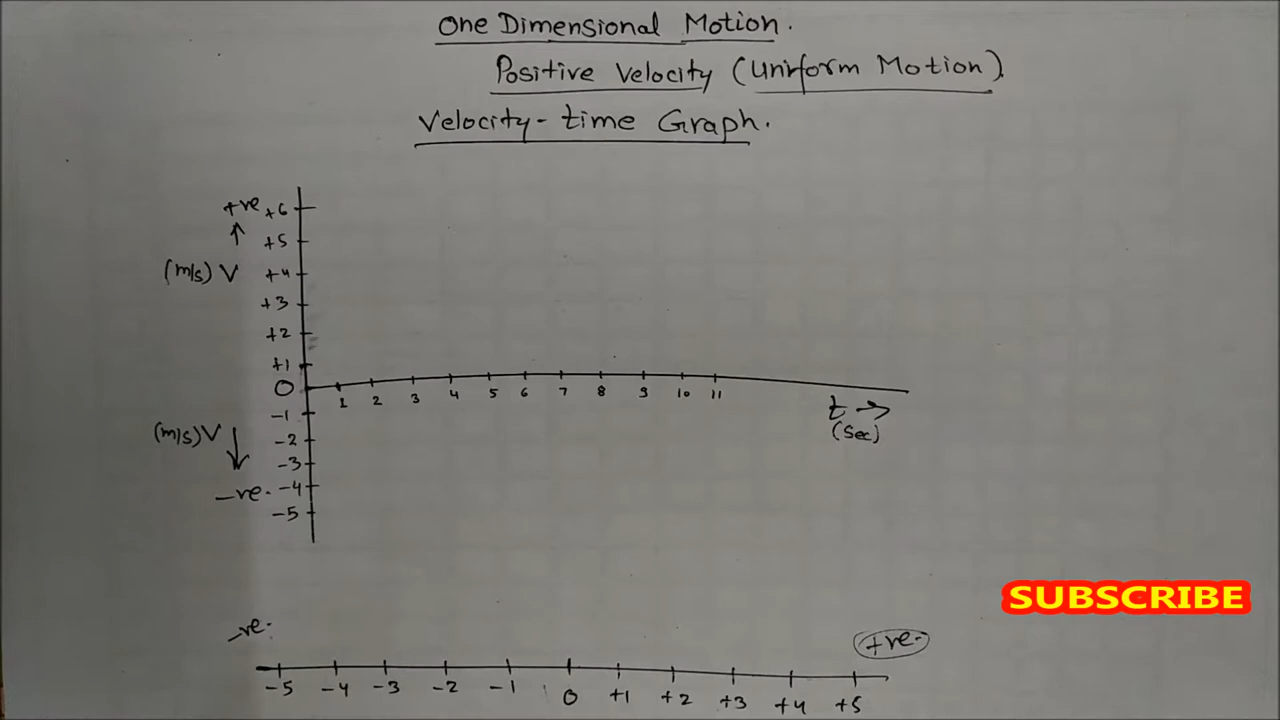 One Dimensional Motion.
Positive Velocity (Uniform Motion).
Velocity-time Graph.
+ve +6
+5
(m/s) V +4
+3
+2
+1
0
1 2 3 4 5 6 7 8 9 10 11
-1
t →
(m/s) V -2
(Sec)
-3
-ve. -4
-5
SUBSCRIBE
-ve.
+ve.
-5 -4 -3 -2 -1 0 +1 +2 +3 +4 +5